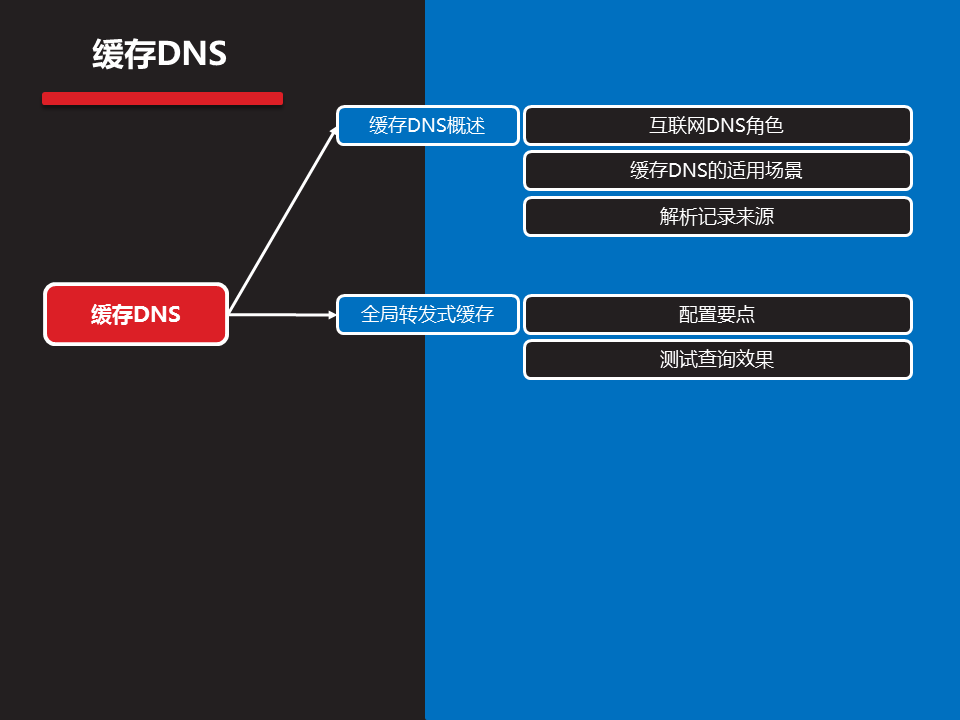 缓存DNS
缓存DNS概述
互联网DNS角色
缓存DNS的适用场景
解析记录来源
缓存DNS
全局转发式缓存
配置要点
测试查询效果